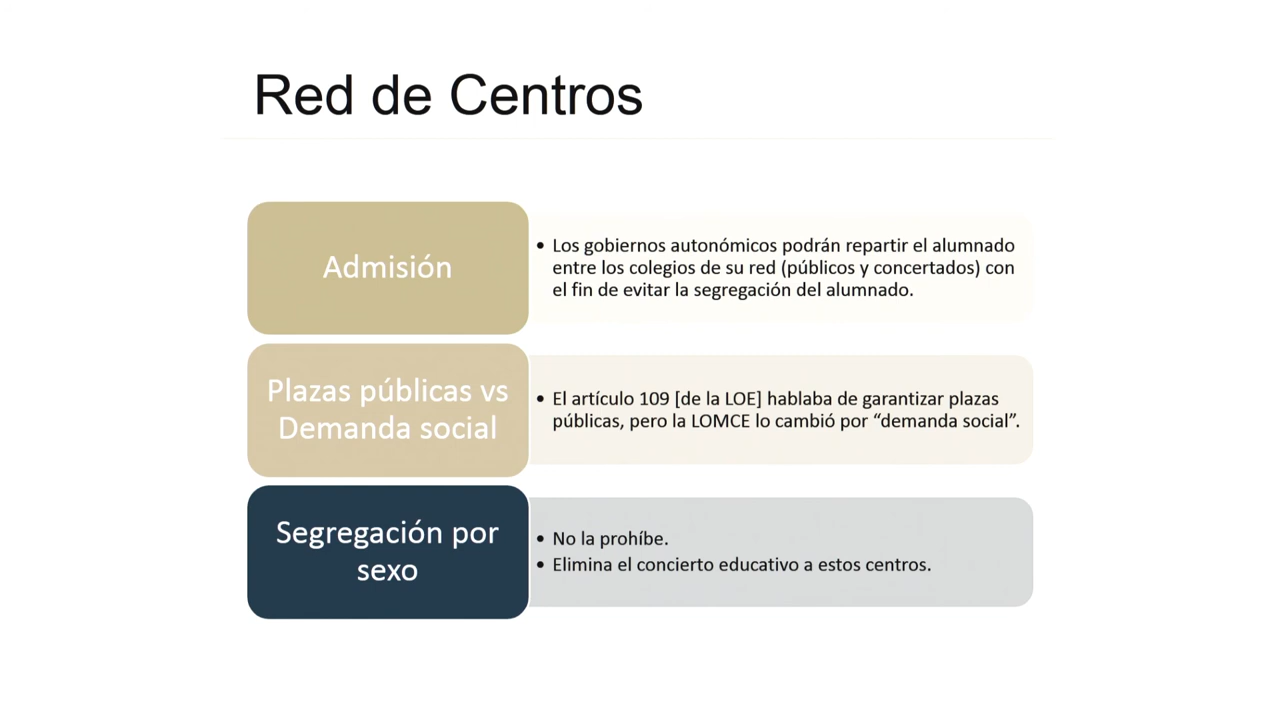 Red de Centros
Admisión
• Los gobiernos autonómicos podrán repartir el alumnado
entre los colegios de su red (públicos y concertados) con
el fin de evitar la segregación del alumnado.
Plazas públicas vs
Demanda social
• El artículo 109 [de la LOE] hablaba de garantizar plazas
públicas, pero la LOMCE lo cambió por “demanda social”.
Segregación por
sexo
• No la prohíbe.
• Elimina el concierto educativo a estos centros.